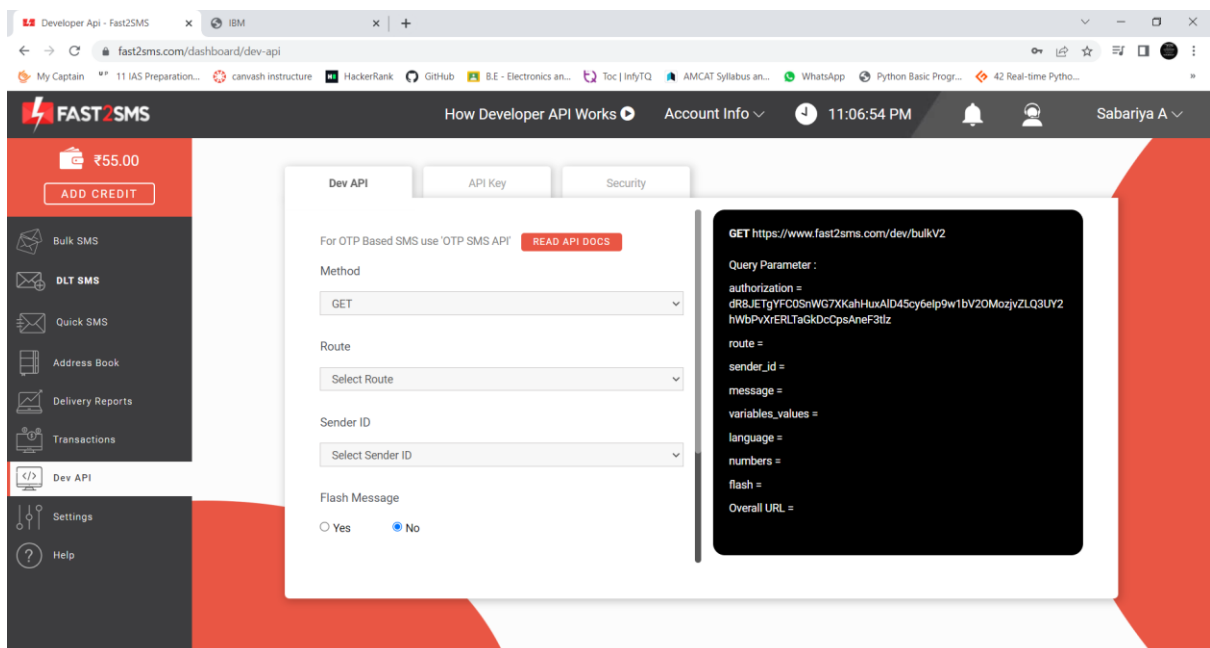 Developer Api - Fast2SMS
IBM
fast2sms.com/dashboard/dev-api
My Captain
11 IAS Preparation...
canvash instructure
HackerRank
GitHub
B.E - Electronics an...
Toc | InfyTQ
AMCAT Syllabus an...
WhatsApp
Python Basic Progr...
42 Real-time Pytho...
FAST2SMS
How Developer API Works
Account Info
11:06:54 PM
Sabariya A
₹55.00
ADD CREDIT
Bulk SMS
DLT SMS
Quick SMS
Address Book
Delivery Reports
Transactions
Dev API
Settings
Help
Dev API
API Key
Security
For OTP Based SMS use 'OTP SMS API'
READ API DOCS
Method
GET
Route
Select Route
Sender ID
Select Sender ID
Flash Message
Yes
No
GET https://www.fast2sms.com/dev/bulkV2
Query Parameter :
authorization =
route =
sender_id =
message =
variables_values =
language =
numbers =
flash =
Overall URL =